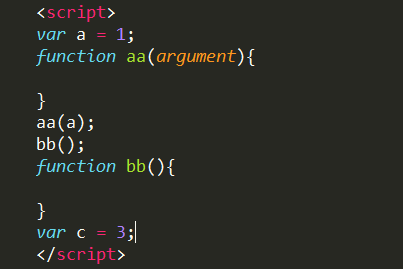 <script>
var a = 1;
function aa(argument){
}
aa(a);
bb();
function bb(){
}
var c = 3;
</script>